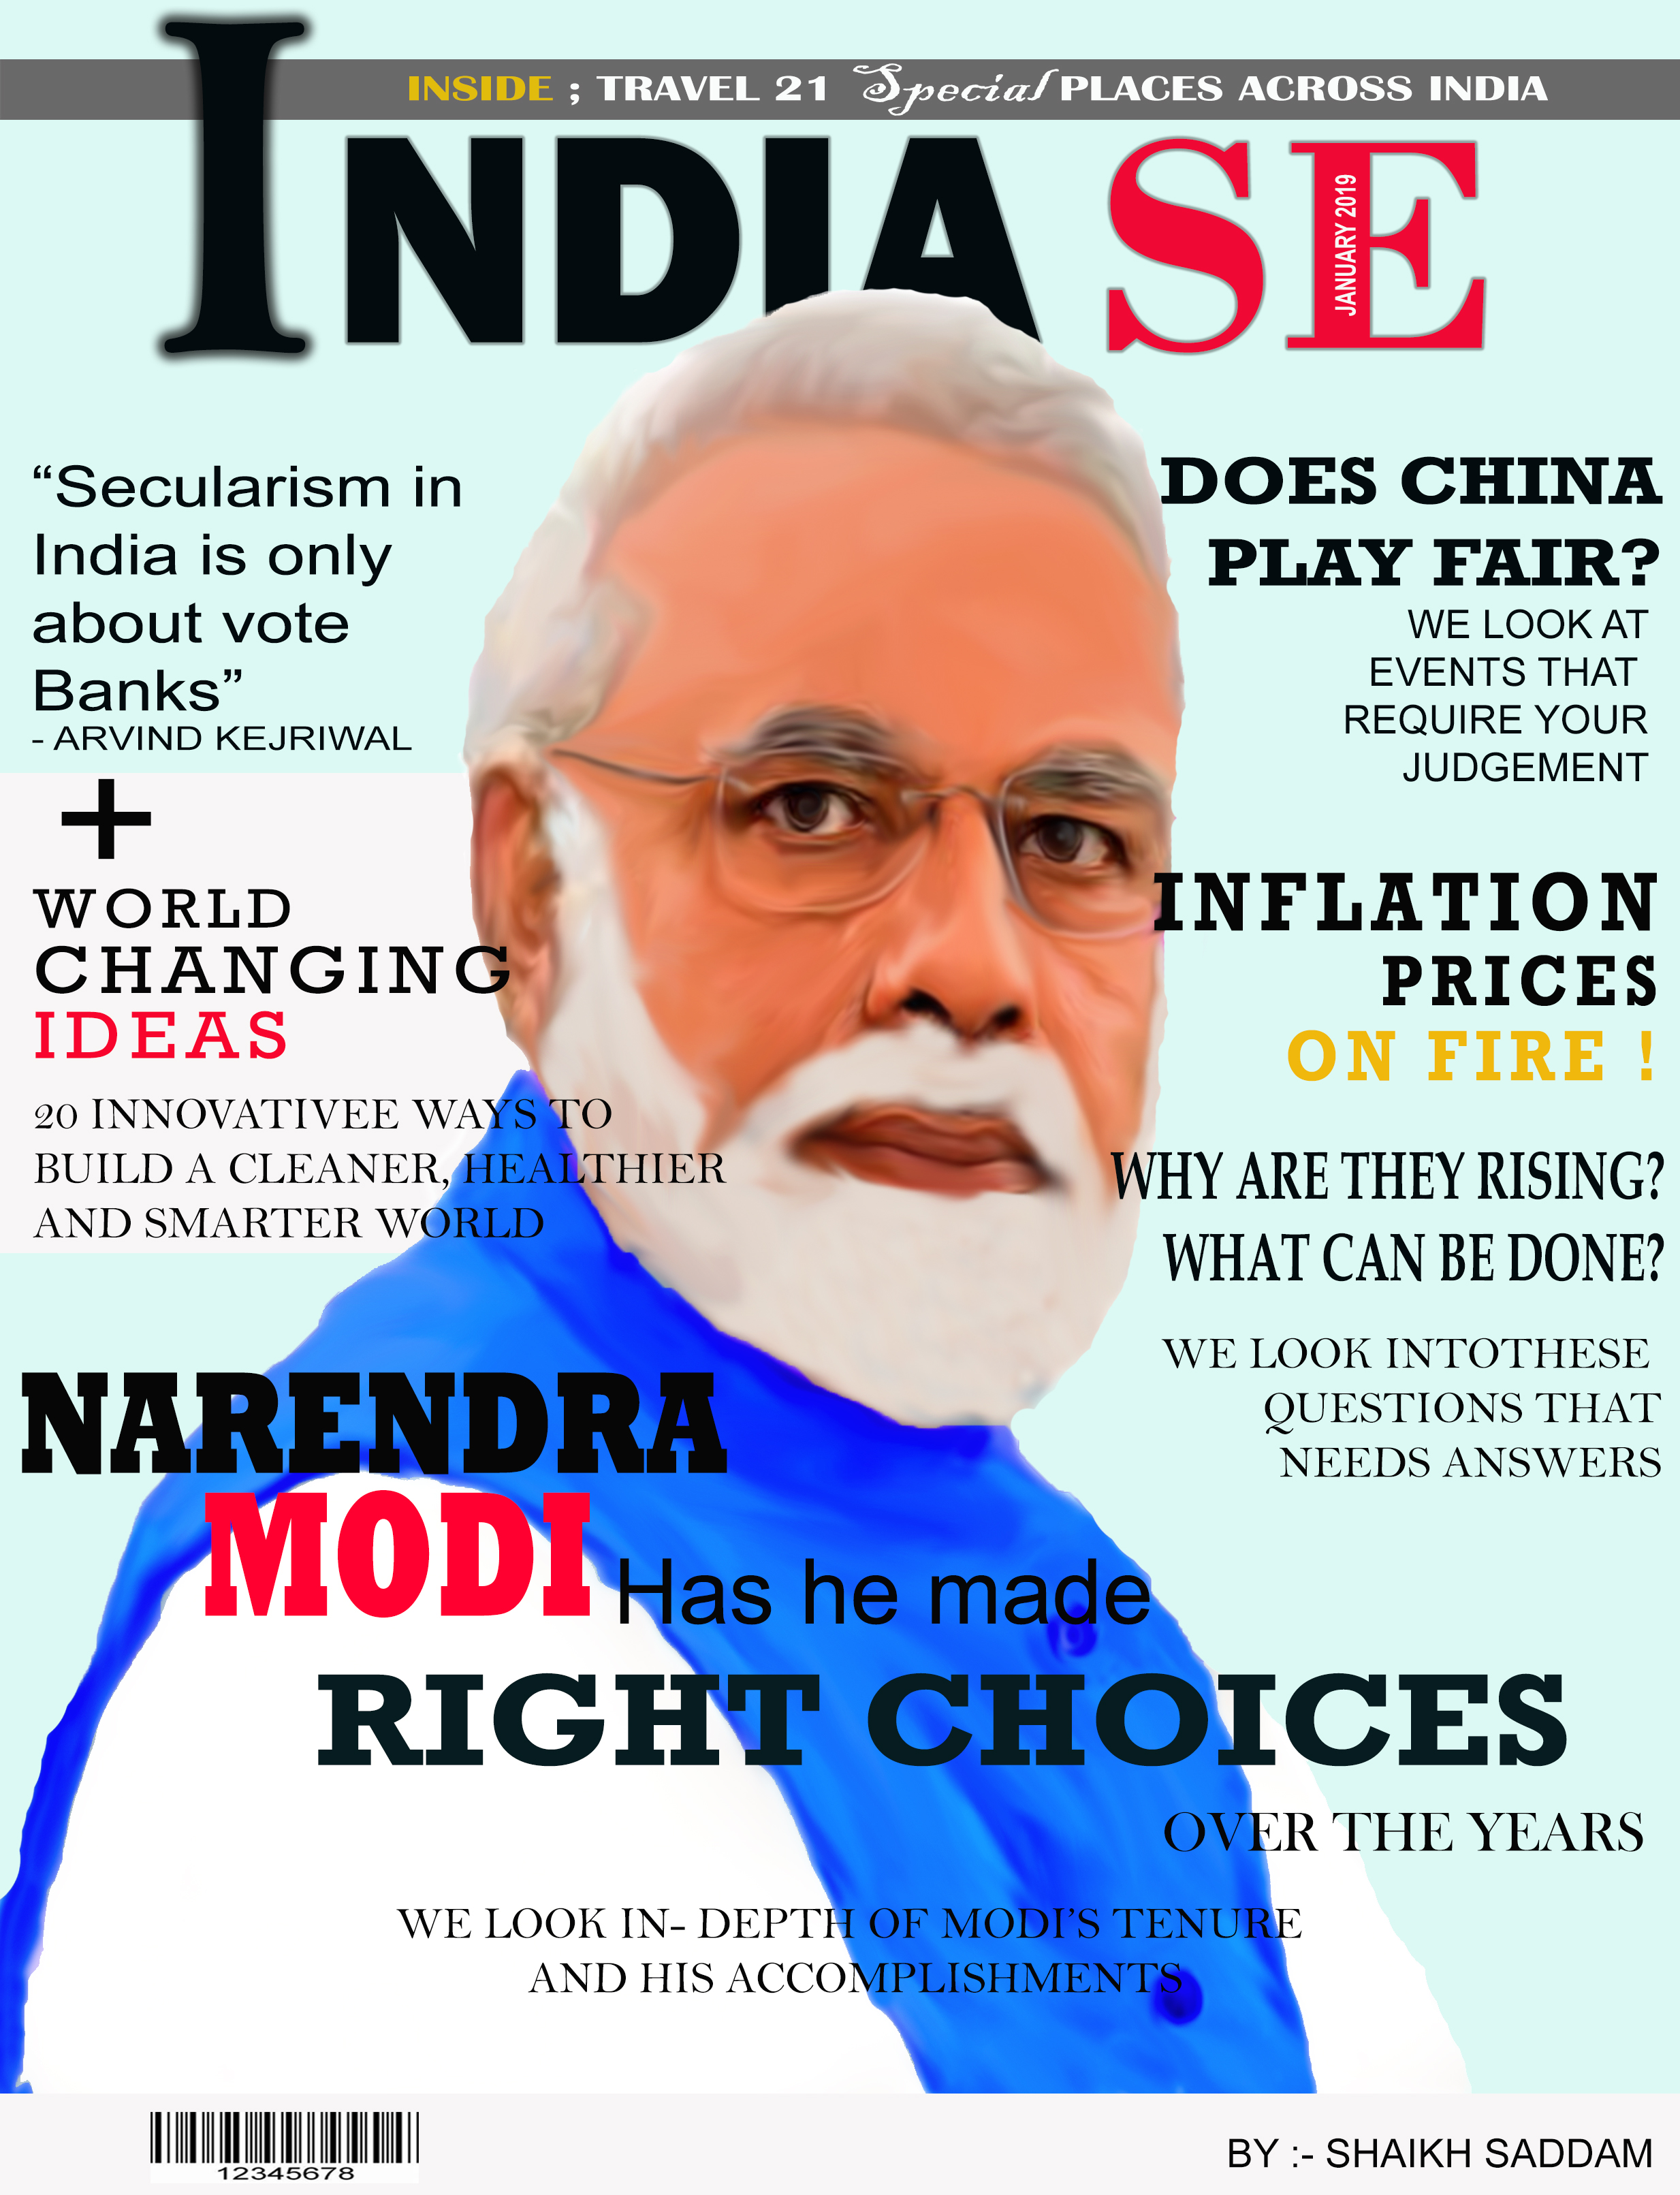 INSIDE ; TRAVEL 21 Special PLACES ACROSS INDIA
INDIA SE
JANUARY 2019
“Secularism in
India is only
about vote
Banks”
- ARVIND KEJRIWAL
+
WORLD
CHANGING
IDEAS
20 INNOVATIVEE WAYS TO
BUILD A CLEANER, HEALTHIER
AND SMARTER WORLD
DOES CHINA
PLAY FAIR?
WE LOOK AT
EVENTS THAT
REQUIRE YOUR
JUDGEMENT
INFLATION
PRICES
ON FIRE !
WHY ARE THEY RISING?
WHAT CAN BE DONE?
WE LOOK INTOTHESE
QUESTIONS THAT
NEEDS ANSWERS
NARENDRA
MODI Has he made
RIGHT CHOICES
OVER THE YEARS
WE LOOK IN- DEPTH OF MODI’S TENURE
AND HIS ACCOMPLISHMENTS
12345678
BY :- SHAIKH SADDAM